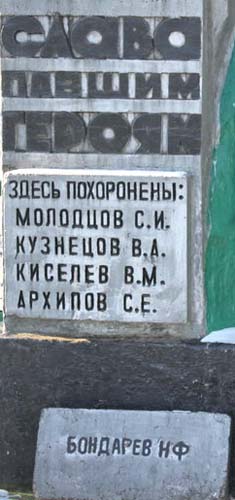 СЛАВА
ПАВШИМ
ГЕРОЯМ
ЗДЕСЬ ПОХОРОНЕНЫ:
МОЛОДЦОВ С.И.
КУЗНЕЦОВ В.А.
КИСЕЛЕВ В.М.
АРХИПОВ С.Е.
БОНДАРЕВ НФ